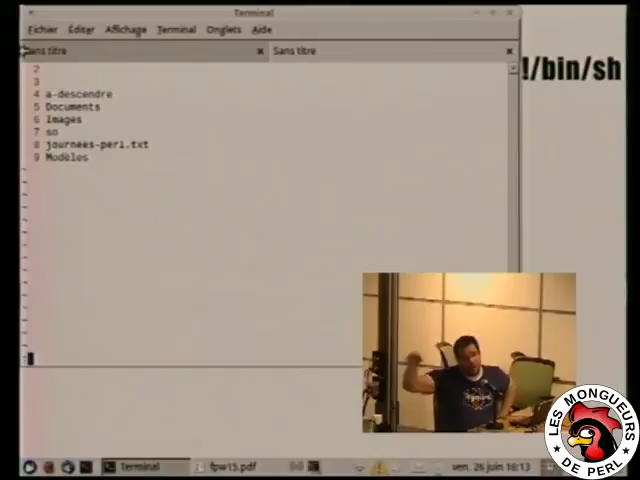 Terminal
Fichier Éditer Affichage Terminal Onglets Aide
Sans titre Sans titre
!/bin/sh
2
3
4 a-descendre
5 Documents
6 Images
7 so
8 journees-perl.txt
9 Modèles
:
LES MONGUEURS
DE PERL
Terminal fpw15.pdf ven. 26 juin 18:13